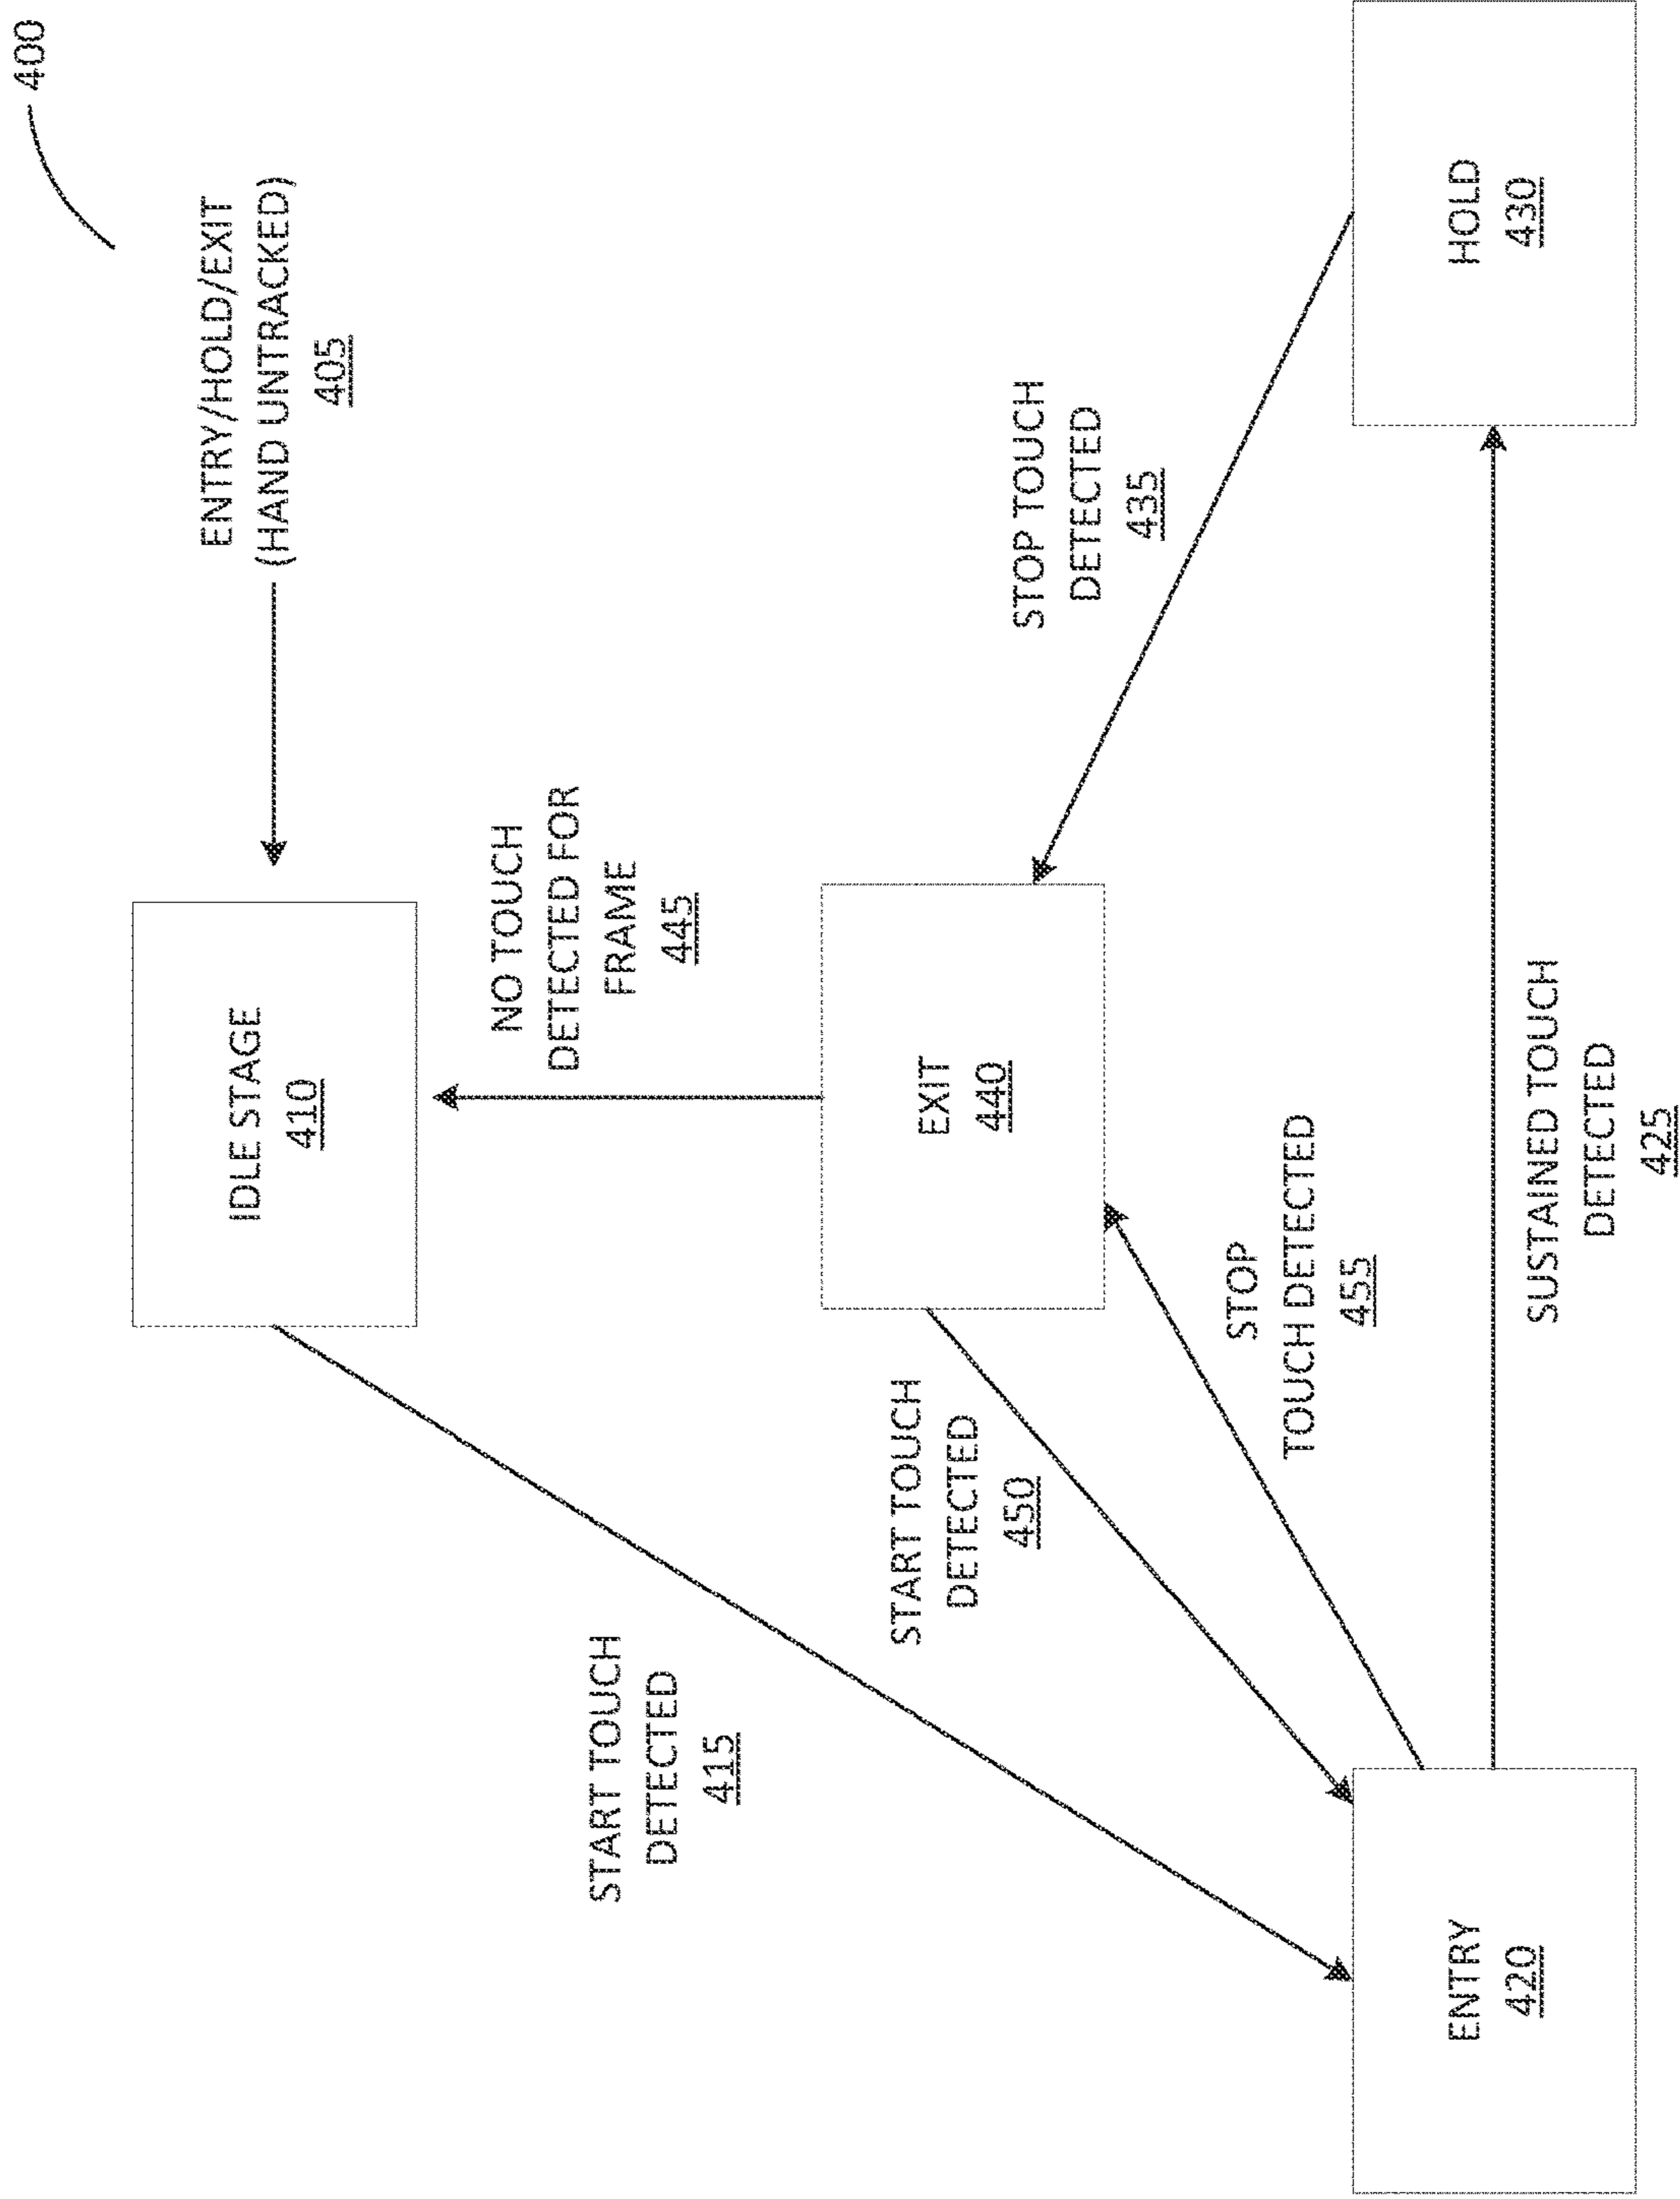 400
ENTRY/HOLD/EXIT
(HAND UNTRACKED)
405
IDLE STAGE
410
NO TOUCH
DETECTED FOR
FRAME
445
START TOUCH
DETECTED
415
EXIT
440
STOP TOUCH
DETECTED
435
START TOUCH
DETECTED
450
STOP
TOUCH DETECTED
455
ENTRY
420
HOLD
430
SUSTAINED TOUCH
DETECTED
425